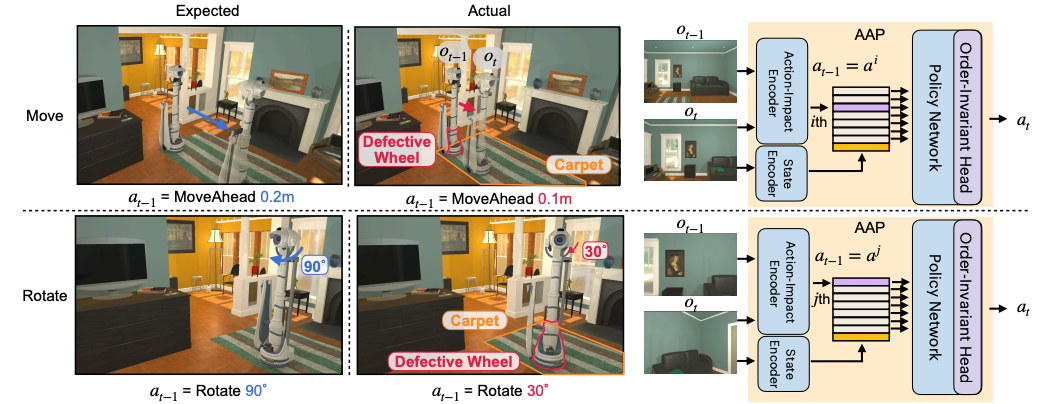 Expected
Actual
Move
o_{t-1}
o_t
Defective
Wheel
Carpet
a_{t-1} = MoveAhead 0.2m
a_{t-1} = MoveAhead 0.1m
o_{t-1}
o_t
Action-Impact
Encoder
State
Encoder
AAP
a_{t-1} = a^i
ith
Policy Network
Order-Invariant Head
a_t
Rotate
90°
30°
Carpet
Defective Wheel
a_{t-1} = Rotate 90°
a_{t-1} = Rotate 30°
o_{t-1}
o_t
Action-Impact
Encoder
State
Encoder
AAP
a_{t-1} = a^j
jth
Policy Network
Order-Invariant Head
a_t